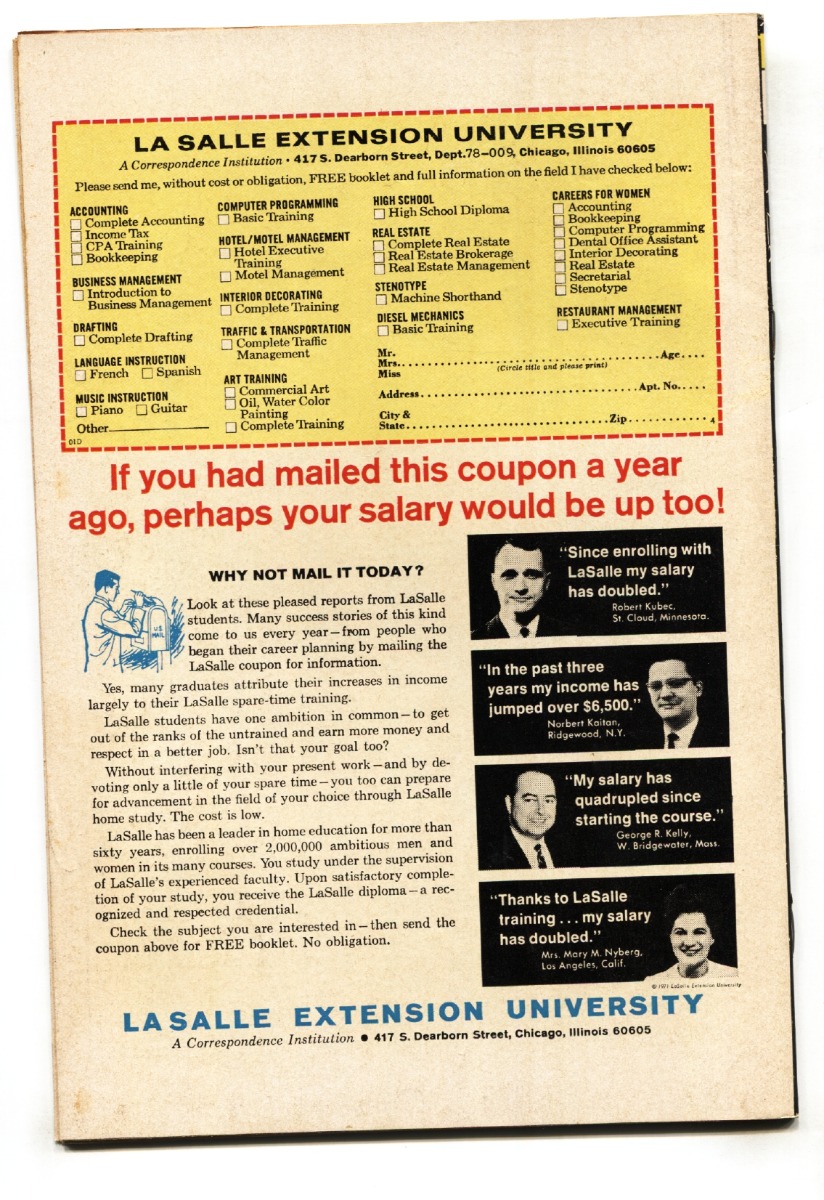 LA SALLE EXTENSION UNIVERSITY
A Correspondence Institution • 417 S. Dearborn Street, Dept.78-009, Chicago, Illinois 60605
Please send me, without cost or obligation, FREE booklet and full information on the field I have checked below:
ACCOUNTING
Complete Accounting
Income Tax
CPA Training
Bookkeeping
BUSINESS MANAGEMENT
Introduction to
Business Management
DRAFTING
Complete Drafting
LANGUAGE INSTRUCTION
French Spanish
MUSIC INSTRUCTION
Piano Guitar
Other
01D
COMPUTER PROGRAMMING
Basic Training
HOTEL/MOTEL MANAGEMENT
Hotel Executive
Training
Motel Management
INTERIOR DECORATING
Complete Training
TRAFFIC & TRANSPORTATION
Complete Traffic
Management
ART TRAINING
Commercial Art
Oil, Water Color
Painting
Complete Training
HIGH SCHOOL
High School Diploma
REAL ESTATE
Complete Real Estate
Real Estate Brokerage
Real Estate Management
STENOTYPE
Machine Shorthand
DIESEL MECHANICS
Basic Training
CAREERS FOR WOMEN
Accounting
Bookkeeping
Computer Programming
Dental Office Assistant
Interior Decorating
Real Estate
Secretarial
Stenotype
RESTAURANT MANAGEMENT
Executive Training
Mr.
Mrs. Age
Miss (Circle title and please print)
Address Apt. No.
City &
State Zip
4
If you had mailed this coupon a year
ago, perhaps your salary would be up too!
WHY NOT MAIL IT TODAY?
U.S.
MAIL
Look at these pleased reports from LaSalle
students. Many success stories of this kind
come to us every year—from people who
began their career planning by mailing the
LaSalle coupon for information.
Yes, many graduates attribute their increases in income
largely to their LaSalle spare-time training.
LaSalle students have one ambition in common—to get
out of the ranks of the untrained and earn more money and
respect in a better job. Isn't that your goal too?
Without interfering with your present work—and by de-
voting only a little of your spare time—you too can prepare
for advancement in the field of your choice through LaSalle
home study. The cost is low.
LaSalle has been a leader in home education for more than
sixty years, enrolling over 2,000,000 ambitious men and
women in its many courses. You study under the supervision
of LaSalle's experienced faculty. Upon satisfactory comple-
tion of your study, you receive the LaSalle diploma—a rec-
ognized and respected credential.
Check the subject you are interested in—then send the
coupon above for FREE booklet. No obligation.
"Since enrolling with
LaSalle my salary
has doubled."
Robert Kubec,
St. Cloud, Minnesota.
"In the past three
years my income has
jumped over $6,500."
Norbert Kaitan,
Ridgewood, N.Y.
"My salary has
quadrupled since
starting the course."
George R. Kelly,
W. Bridgewater, Mass.
"Thanks to LaSalle
training . . . my salary
has doubled."
Mrs. Mary M. Nyberg,
Los Angeles, Calif.
© 1971 LaSalle Extension University
LA SALLE EXTENSION UNIVERSITY
A Correspondence Institution • 417 S. Dearborn Street, Chicago, Illinois 60605